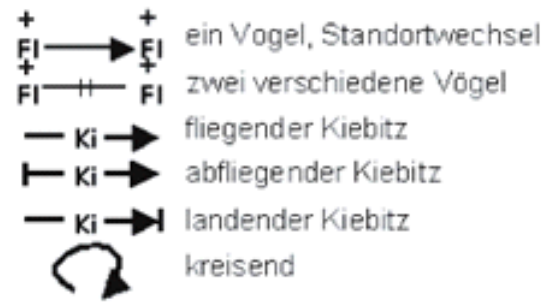 + +
Fl Fl ein Vogel, Standortwechsel
+ +
Fl Fl zwei verschiedene Vögel
Ki fliegender Kiebitz
Ki abfliegender Kiebitz
Ki landender Kiebitz
kreisend